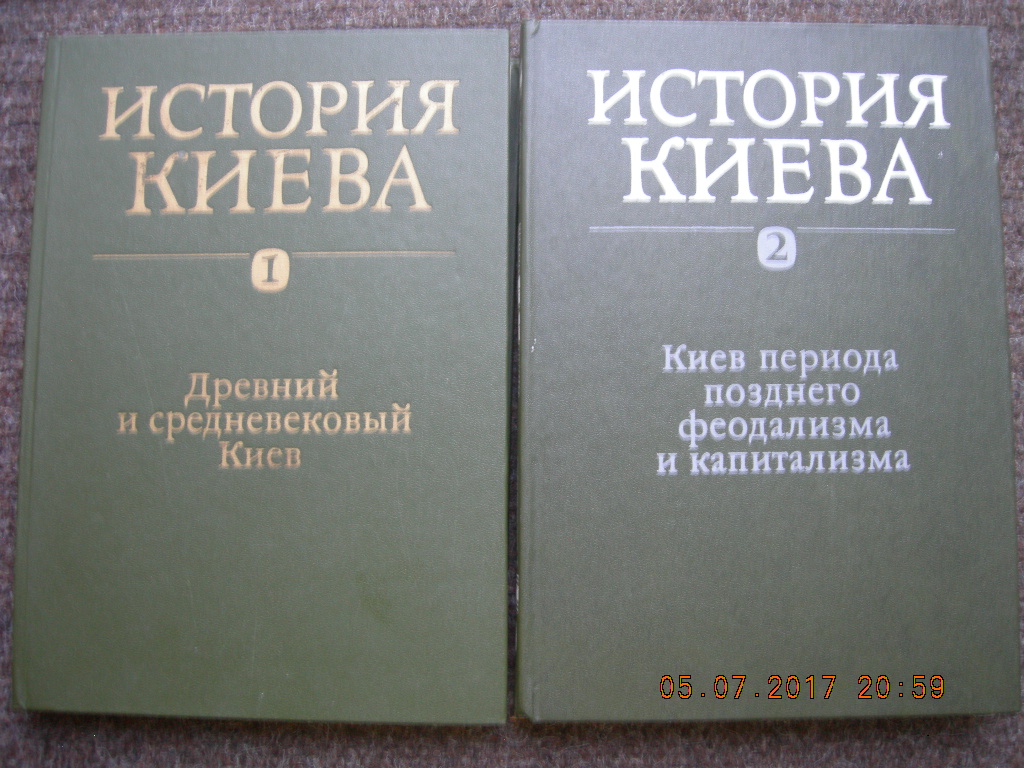 ИСТОРИЯ
КИЕВА
1
Древний
и средневековый
Киев
ИСТОРИЯ
КИЕВА
2
Киев периода
позднего
феодализма
и капитализма
05.07.2017 20:59